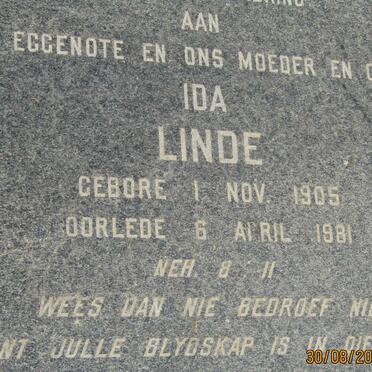 AAN
EGGENOTE EN ONS MOEDER EN
IDA
LINDE
GEBORE 1 NOV. 1905
OORLEDE 6 APRIL 1981
NEH. 8 : 11
WEES DAN NIE BEDROEF NIE
JULLE BLYDSKAP IS IN DIE
30/08/20